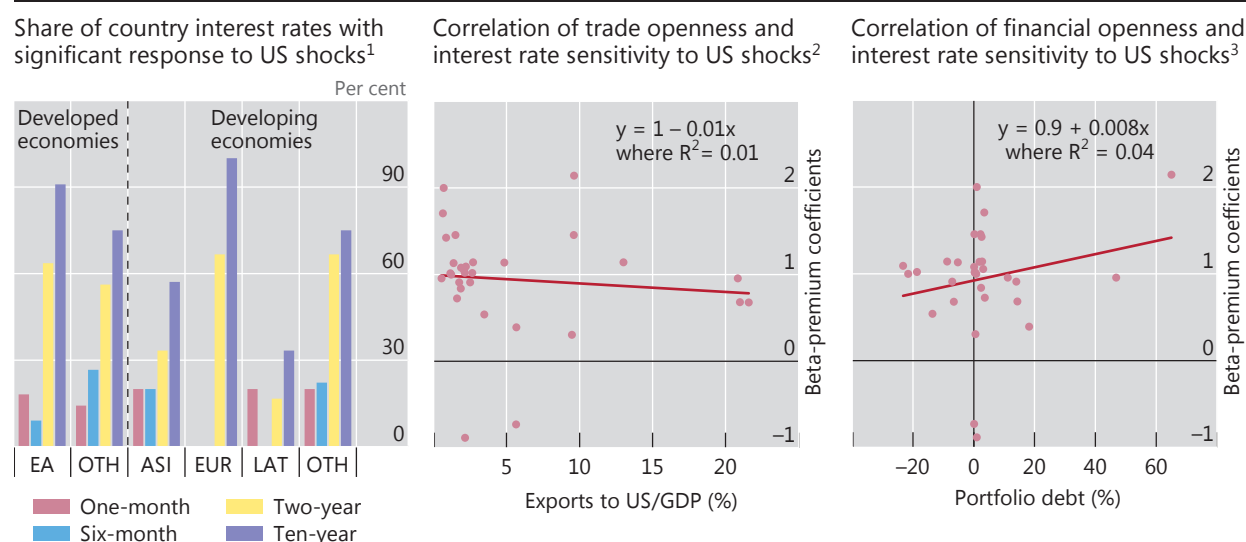 Share of country interest rates with
significant response to US shocks¹
Per cent
Developed
economies
Developing
economies
90
60
30
0
EA OTH ASI EUR LAT OTH
One-month
Six-month
Two-year
Ten-year
Correlation of trade openness and
interest rate sensitivity to US shocks²
y = 1 – 0.01x
where R² = 0.01
2
1
0
–1
Beta-premium coefficients
5 10 15 20
Exports to US/GDP (%)
Correlation of financial openness and
interest rate sensitivity to US shocks³
y = 0.9 + 0.008x
where R² = 0.04
2
1
0
–1
Beta-premium coefficients
–20 0 20 40 60
Portfolio debt (%)